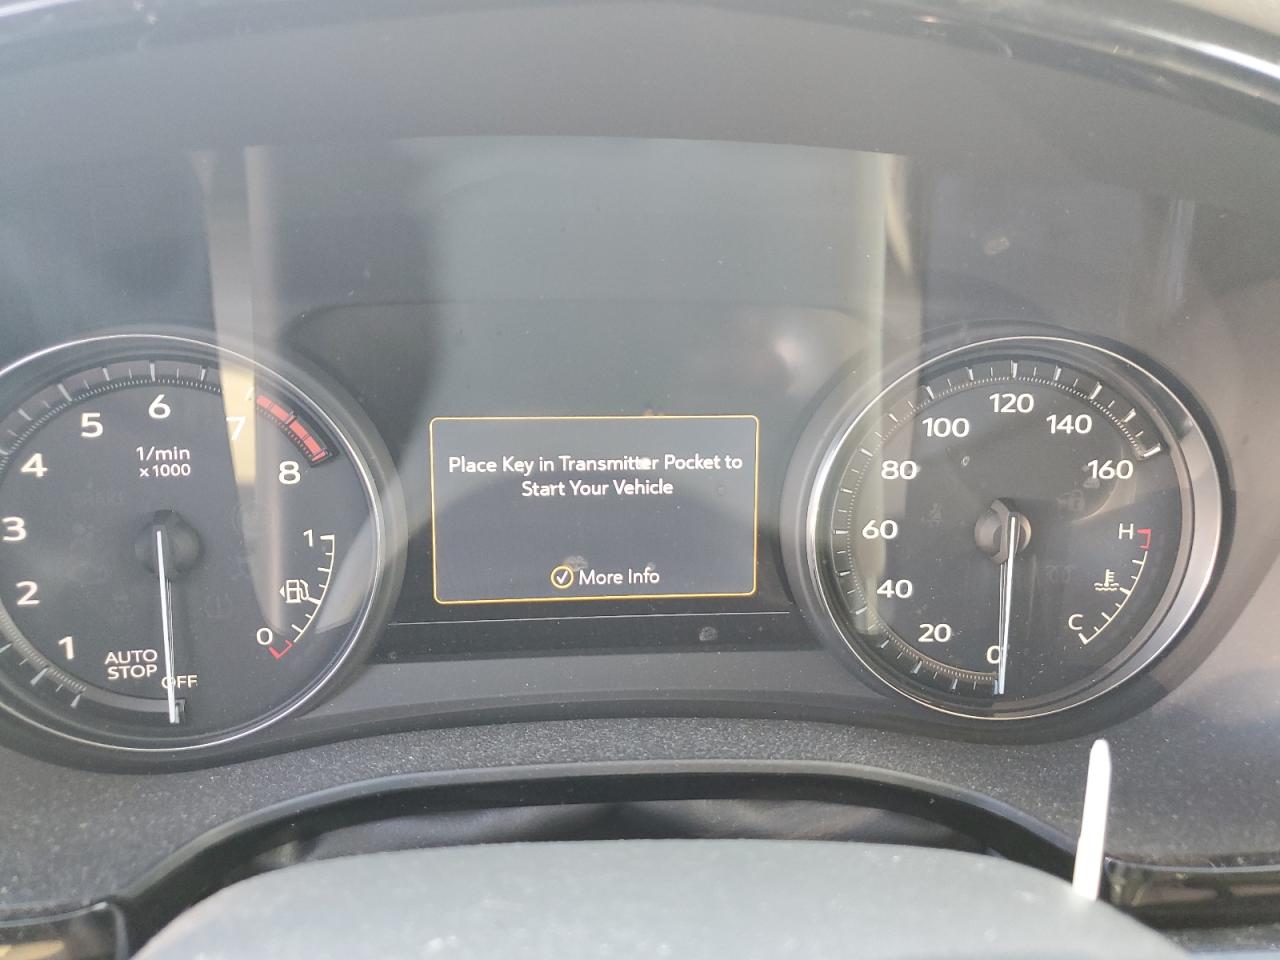 6
5
7
4
1/min
x1000
8
3
1
2
0
1
AUTO
STOP
OFF
Place Key in Transmitter Pocket to
Start Your Vehicle
More Info
120
100
140
80
160
60
H
40
C
20
0